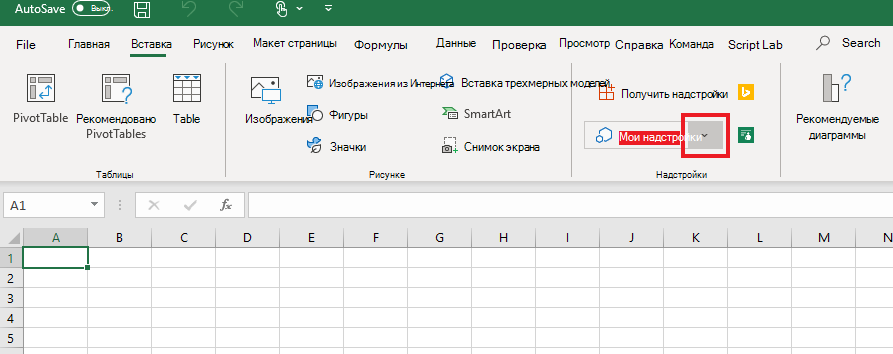 AutoSave Выкл.
File Главная Вставка Рисунок Макет страницы Формулы Данные Проверка Просмотр Справка Команда Script Lab Search
PivotTable
Рекомендовано
PivotTables
Table
Изображения
Изображения из Интернета
Фигуры
Значки
Вставка трехмерных моделей
SmartArt
Снимок экрана
Получить надстройки
Мои надстройки
Рекомендуемые
диаграммы
Таблицы Рисунке Надстройки
A1 fx
A B C D E F G H I J K L M N
1
2
3
4
5